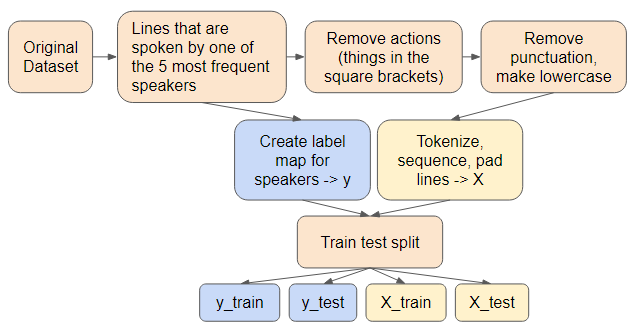 Original
Dataset
Lines that are
spoken by one of
the 5 most frequent
speakers
Remove actions
(things in the
square brackets)
Remove
punctuation,
make lowercase
Create label
map for
speakers -> y
Tokenize,
sequence, pad
lines -> X
Train test split
y_train
y_test
X_train
X_test